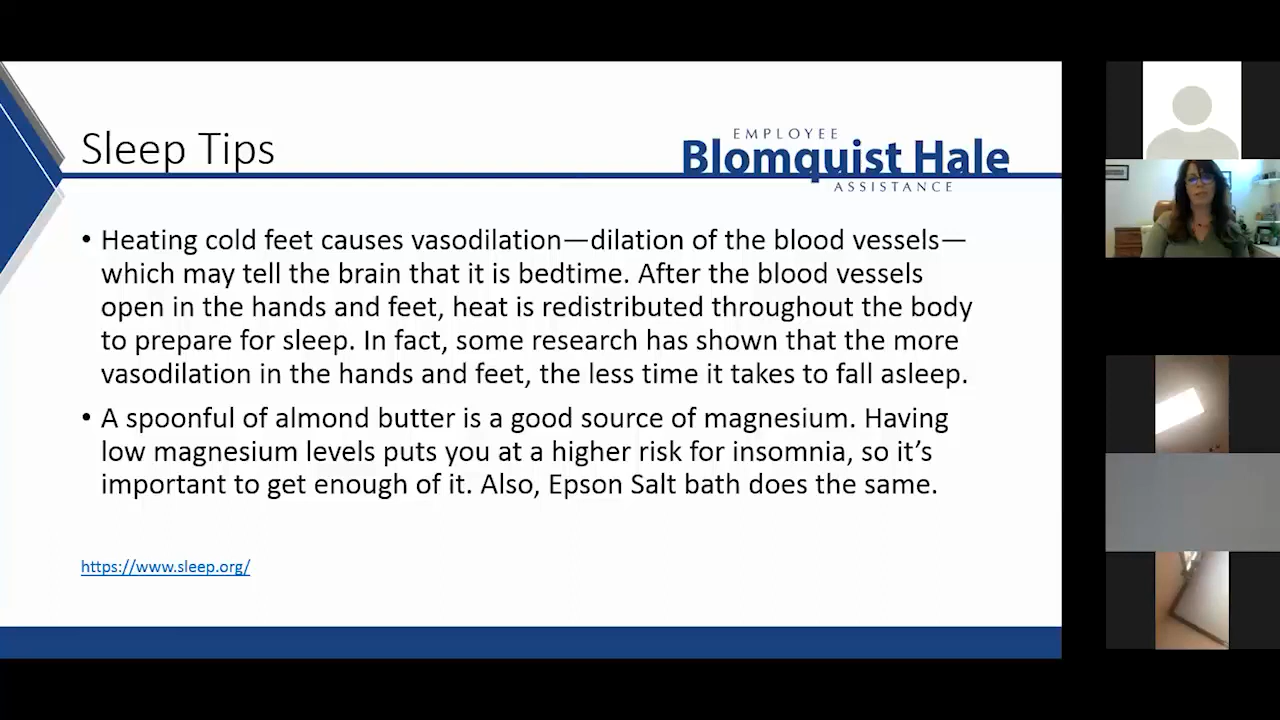 Sleep Tips
EMPLOYEE
Blomquist Hale
ASSISTANCE
• Heating cold feet causes vasodilation—dilation of the blood vessels—
which may tell the brain that it is bedtime. After the blood vessels
open in the hands and feet, heat is redistributed throughout the body
to prepare for sleep. In fact, some research has shown that the more
vasodilation in the hands and feet, the less time it takes to fall asleep.
• A spoonful of almond butter is a good source of magnesium. Having
low magnesium levels puts you at a higher risk for insomnia, so it’s
important to get enough of it. Also, Epson Salt bath does the same.
https://www.sleep.org/